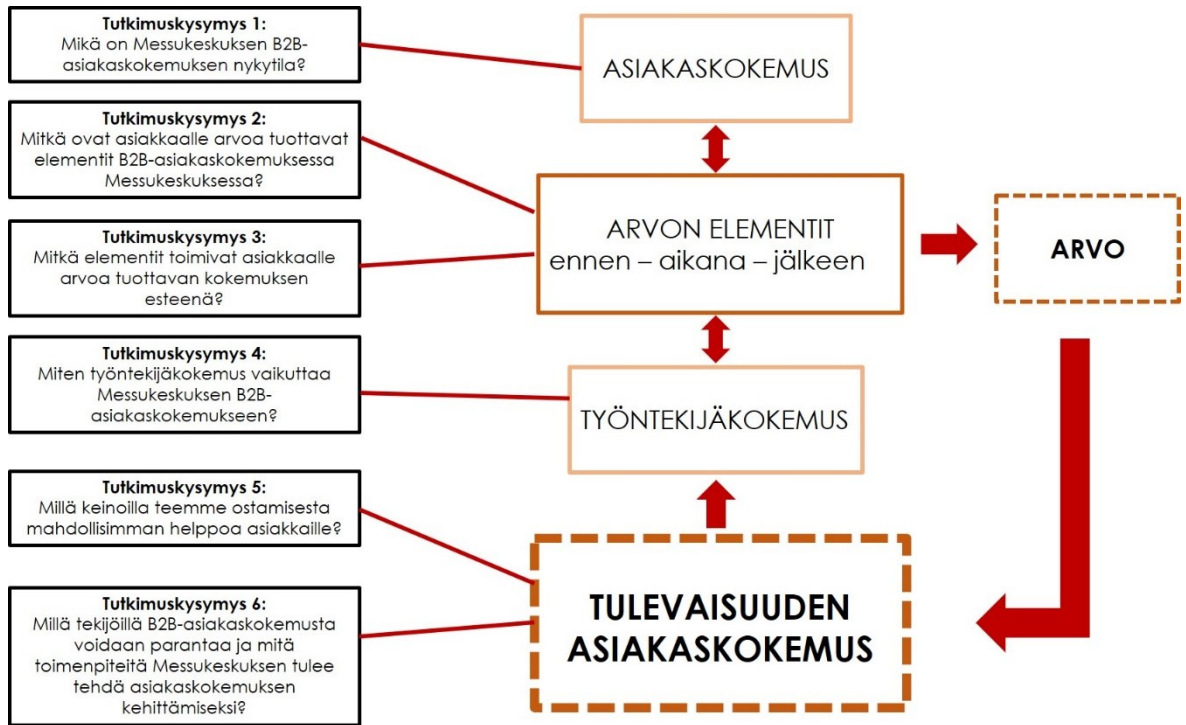 Tutkimuskysymys 1:
Mikä on Messukeskuksen B2B-
asiakaskokemuksen nykytila?
Tutkimuskysymys 2:
Mitkä ovat asiakkaalle arvoa tuottavat
elementit B2B-asiakaskokemuksessa
Messukeskuksessa?
Tutkimuskysymys 3:
Mitkä elementit toimivat asiakkaalle
arvoa tuottavan kokemuksen
esteenä?
Tutkimuskysymys 4:
Miten työntekijäkokemus vaikuttaa
Messukeskuksen B2B-
asiakaskokemukseen?
Tutkimuskysymys 5:
Millä keinoilla teemme ostamisesta
mahdollisimman helppoa asiakkaille?
Tutkimuskysymys 6:
Millä tekijöillä B2B-asiakaskokemusta
voidaan parantaa ja mitä
toimenpiteitä Messukeskuksen tulee
tehdä asiakaskokemuksen
kehittämiseksi?
ASIAKASKOKEMUS
ARVON ELEMENTIT
ennen – aikana – jälkeen
TYÖNTEKIJÄKOKEMUS
TULEVAISUUDEN
ASIAKASKOKEMUS
ARVO